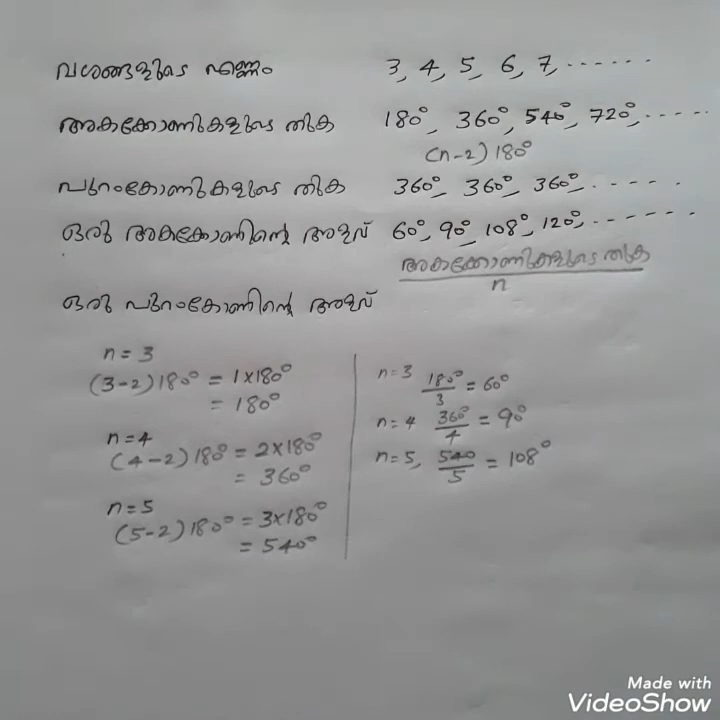 വശങ്ങളുടെ എണ്ണം 3, 4, 5, 6, 7, ......
അകക്കോണുകളുടെ തുക 180°, 360°, 540°, 720°, .....
(n-2) 180°
പുറംകോണുകളുടെ തുക 360°, 360°, 360°, ......
ഒരു അകക്കോണിന്റെ അളവ് 60°, 90°, 108°, 120°, .......
അകക്കോണുകളുടെ തുക
n
ഒരു പുറംകോണിന്റെ അളവ്
n = 3
(3-2) 180° = 1 x 180°
= 180°
n=4
(4-2) 180° = 2 x 180°
= 360°
n=5
(5-2) 180° = 3 x 180°
= 540°
n=3 180°/3 = 60°
n=4 360°/4 = 90°
n=5, 540/5 = 108°
Made with
VideoShow